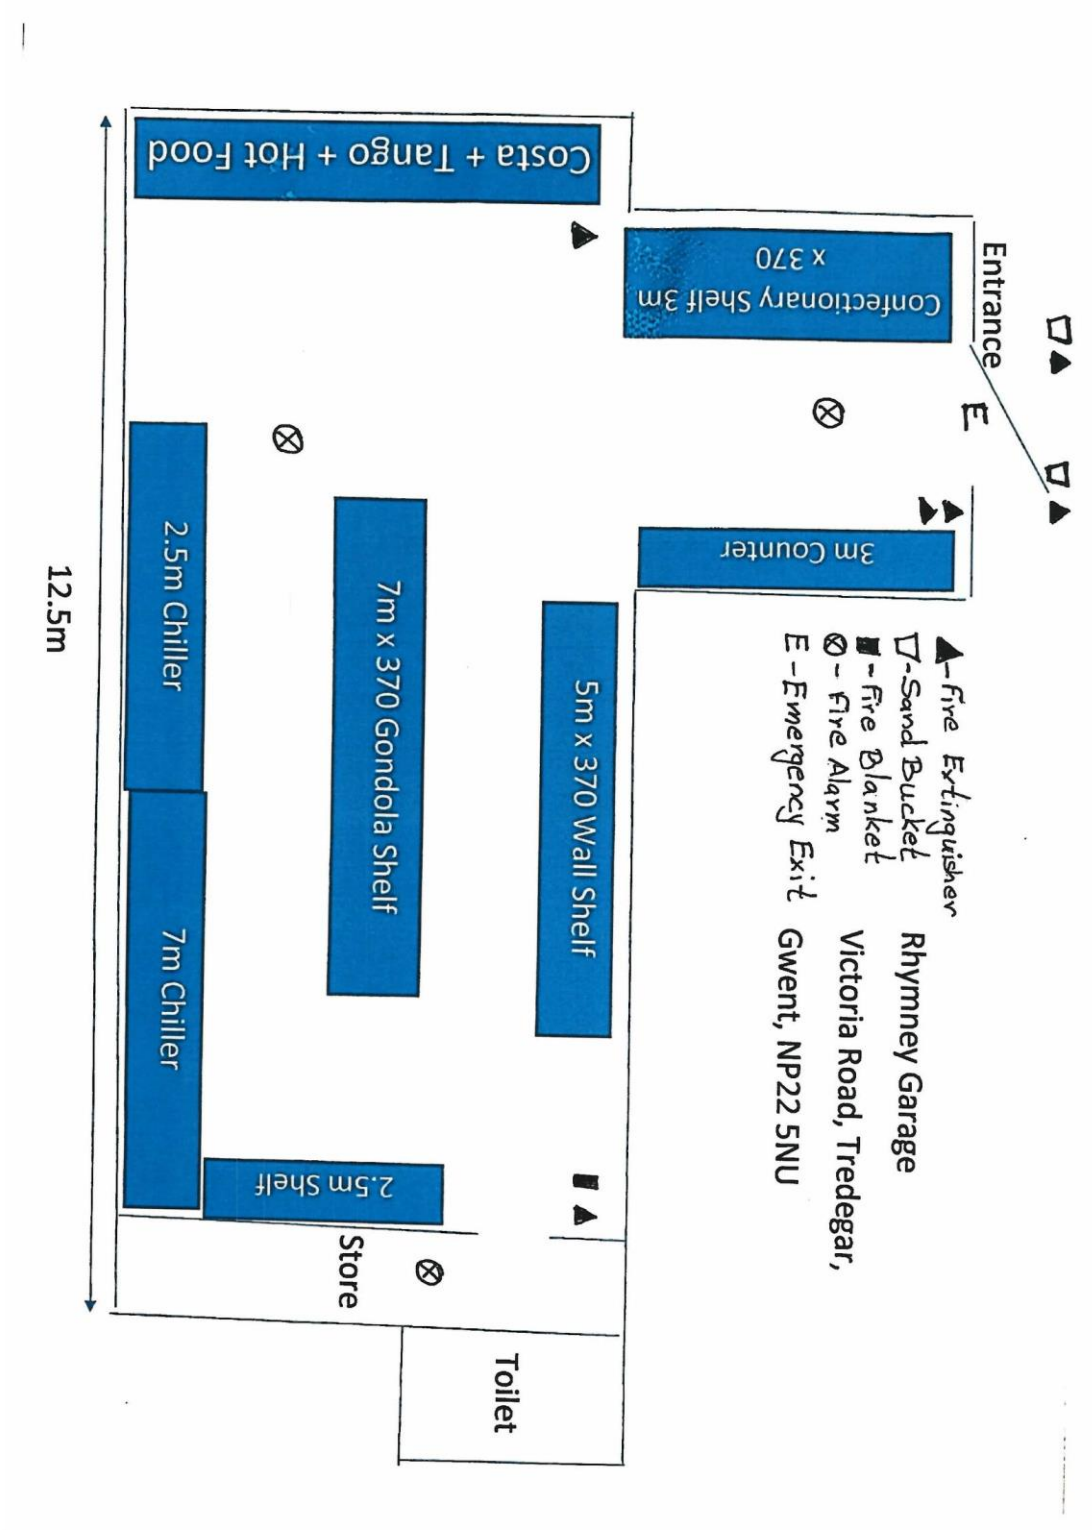 Entrance
E
Costa + Tango + Hot Food
Confectionary Shelf 3m
x 370
3m Counter
5m x 370 Wall Shelf
7m x 370 Gondola Shelf
2.5m Chiller
7m Chiller
2.5m Shelf
Store
Toilet
12.5m
-Fire Extinguisher
-Sand Bucket
-Fire Blanket
- Fire Alarm
E -Emergency Exit
Rhymney Garage
Victoria Road, Tredegar,
Gwent, NP22 5NU